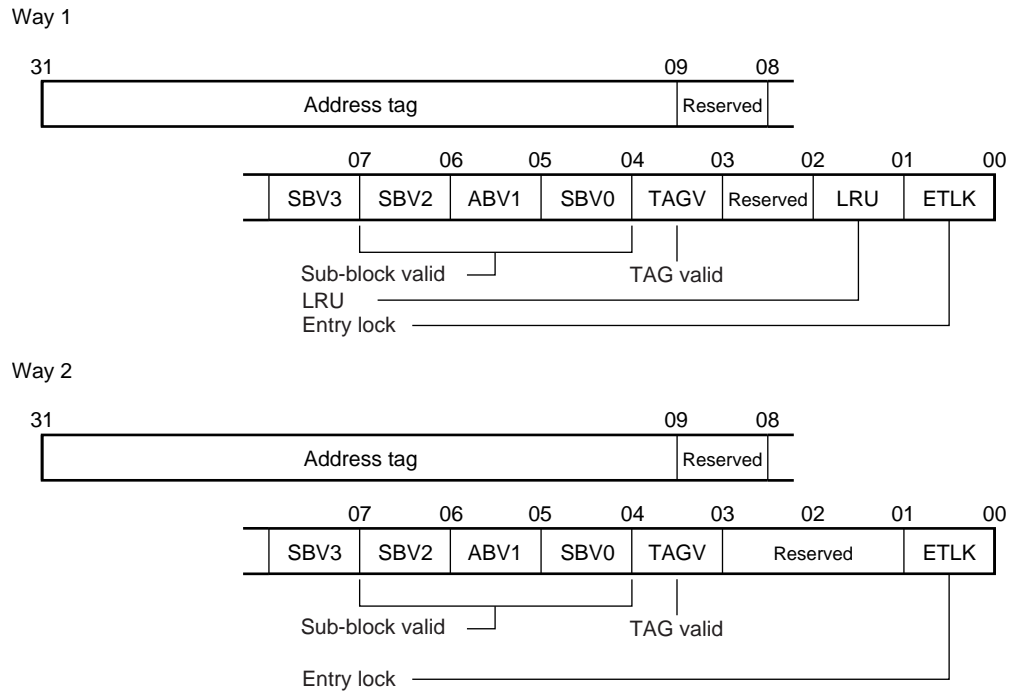 Way 1
31 09 08
Address tag Reserved
07 06 05 04 03 02 01 00
SBV3 SBV2 ABV1 SBV0 TAGV Reserved LRU ETLK
Sub-block valid TAG valid
LRU
Entry lock
Way 2
31 09 08
Address tag Reserved
07 06 05 04 03 02 01 00
SBV3 SBV2 ABV1 SBV0 TAGV Reserved ETLK
Sub-block valid TAG valid
Entry lock